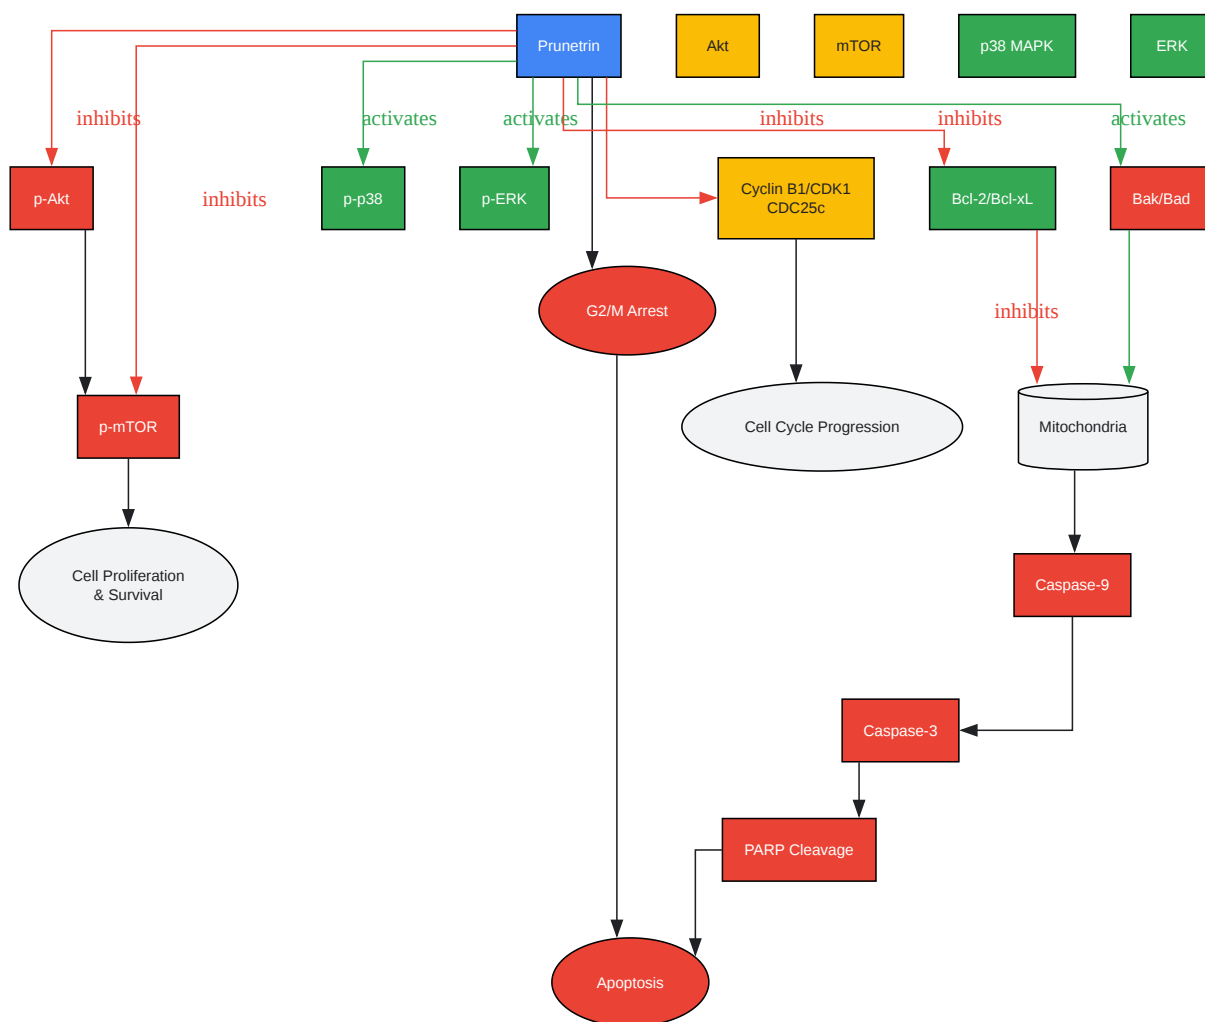 Prunetrin
Akt
mTOR
p38 MAPK
ERK
inhibits
activates
activates
inhibits
inhibits
activates
p-Akt
inhibits
p-p38
p-ERK
Cyclin B1/CDK1
CDC25c
Bcl-2/Bcl-xL
Bak/Bad
G2/M Arrest
inhibits
p-mTOR
Cell Cycle Progression
Mitochondria
Cell Proliferation
& Survival
Caspase-9
Caspase-3
PARP Cleavage
Apoptosis